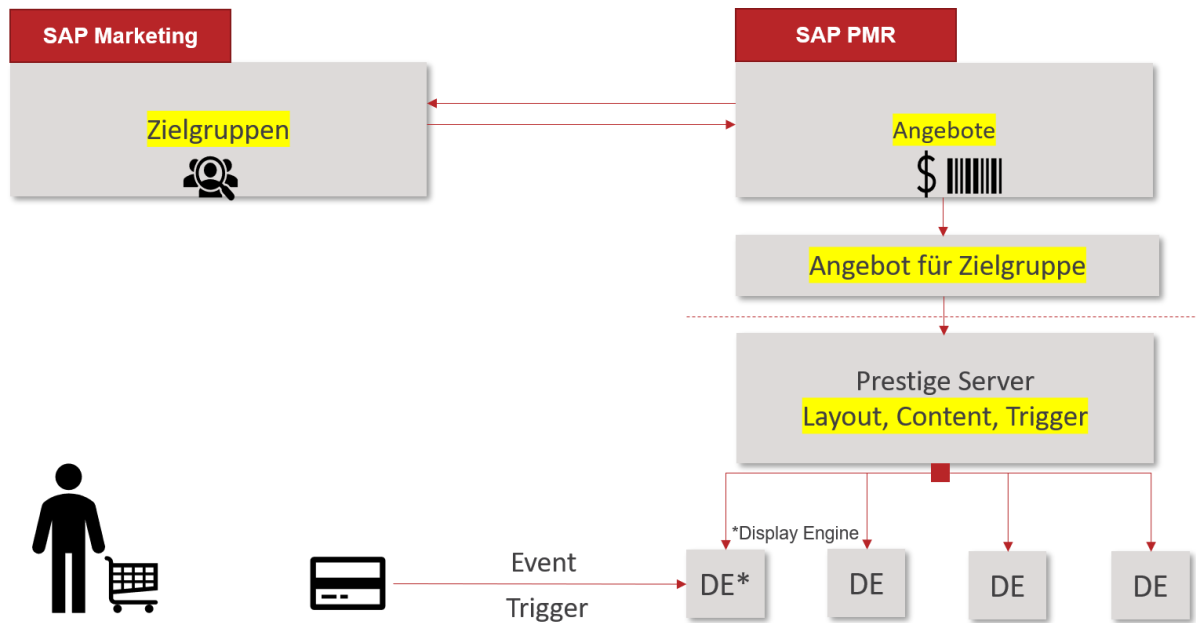 SAP Marketing
SAP PMR
Zielgruppen
Angebote
Angebot für Zielgruppe
Prestige Server
Layout, Content, Trigger
*Display Engine
Event
Trigger
DE*
DE
DE
DE